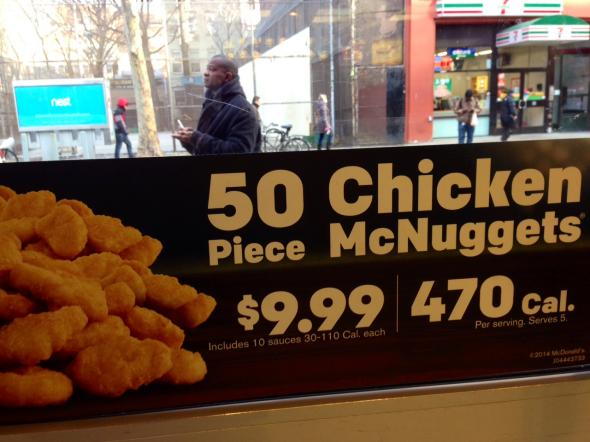 nest
7
50 Chicken
Piece McNuggets®
$9.99
Includes 10 sauces 30-110 Cal. each
470 Cal.
Per serving. Serves 5.
©2014 McDonald's